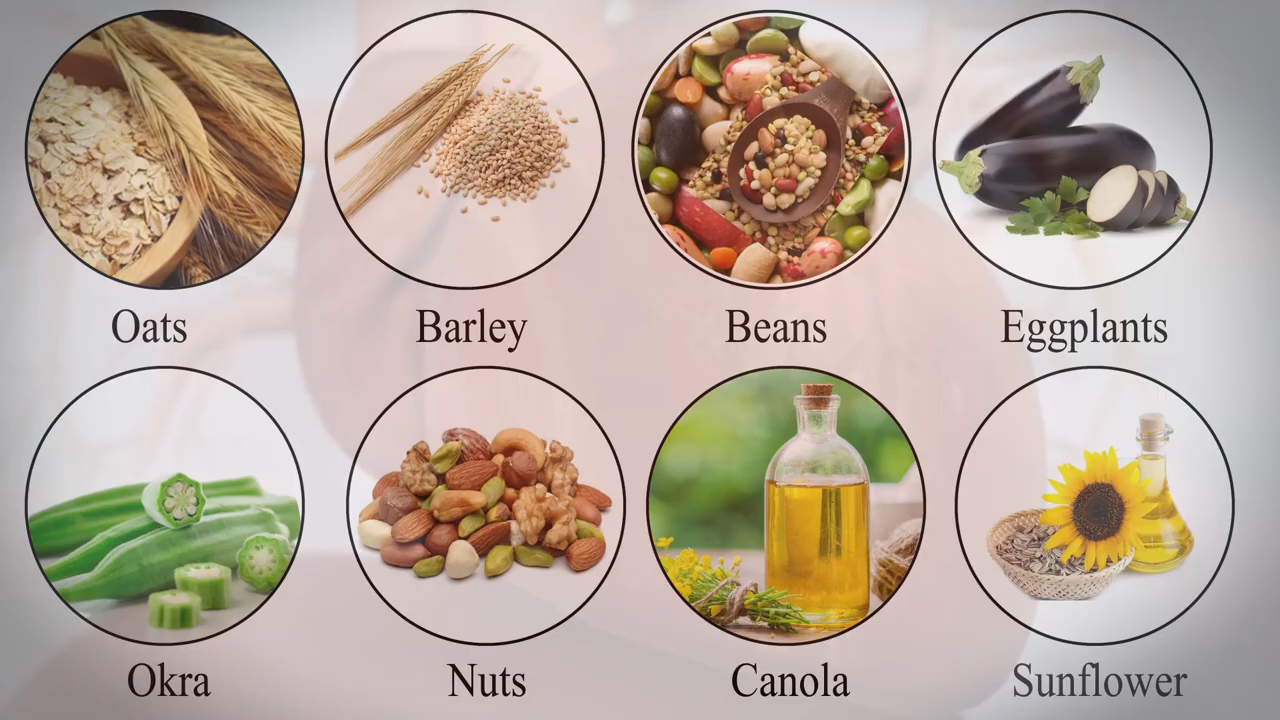 Oats
Barley
Beans
Eggplants
Okra
Nuts
Canola
Sunflower